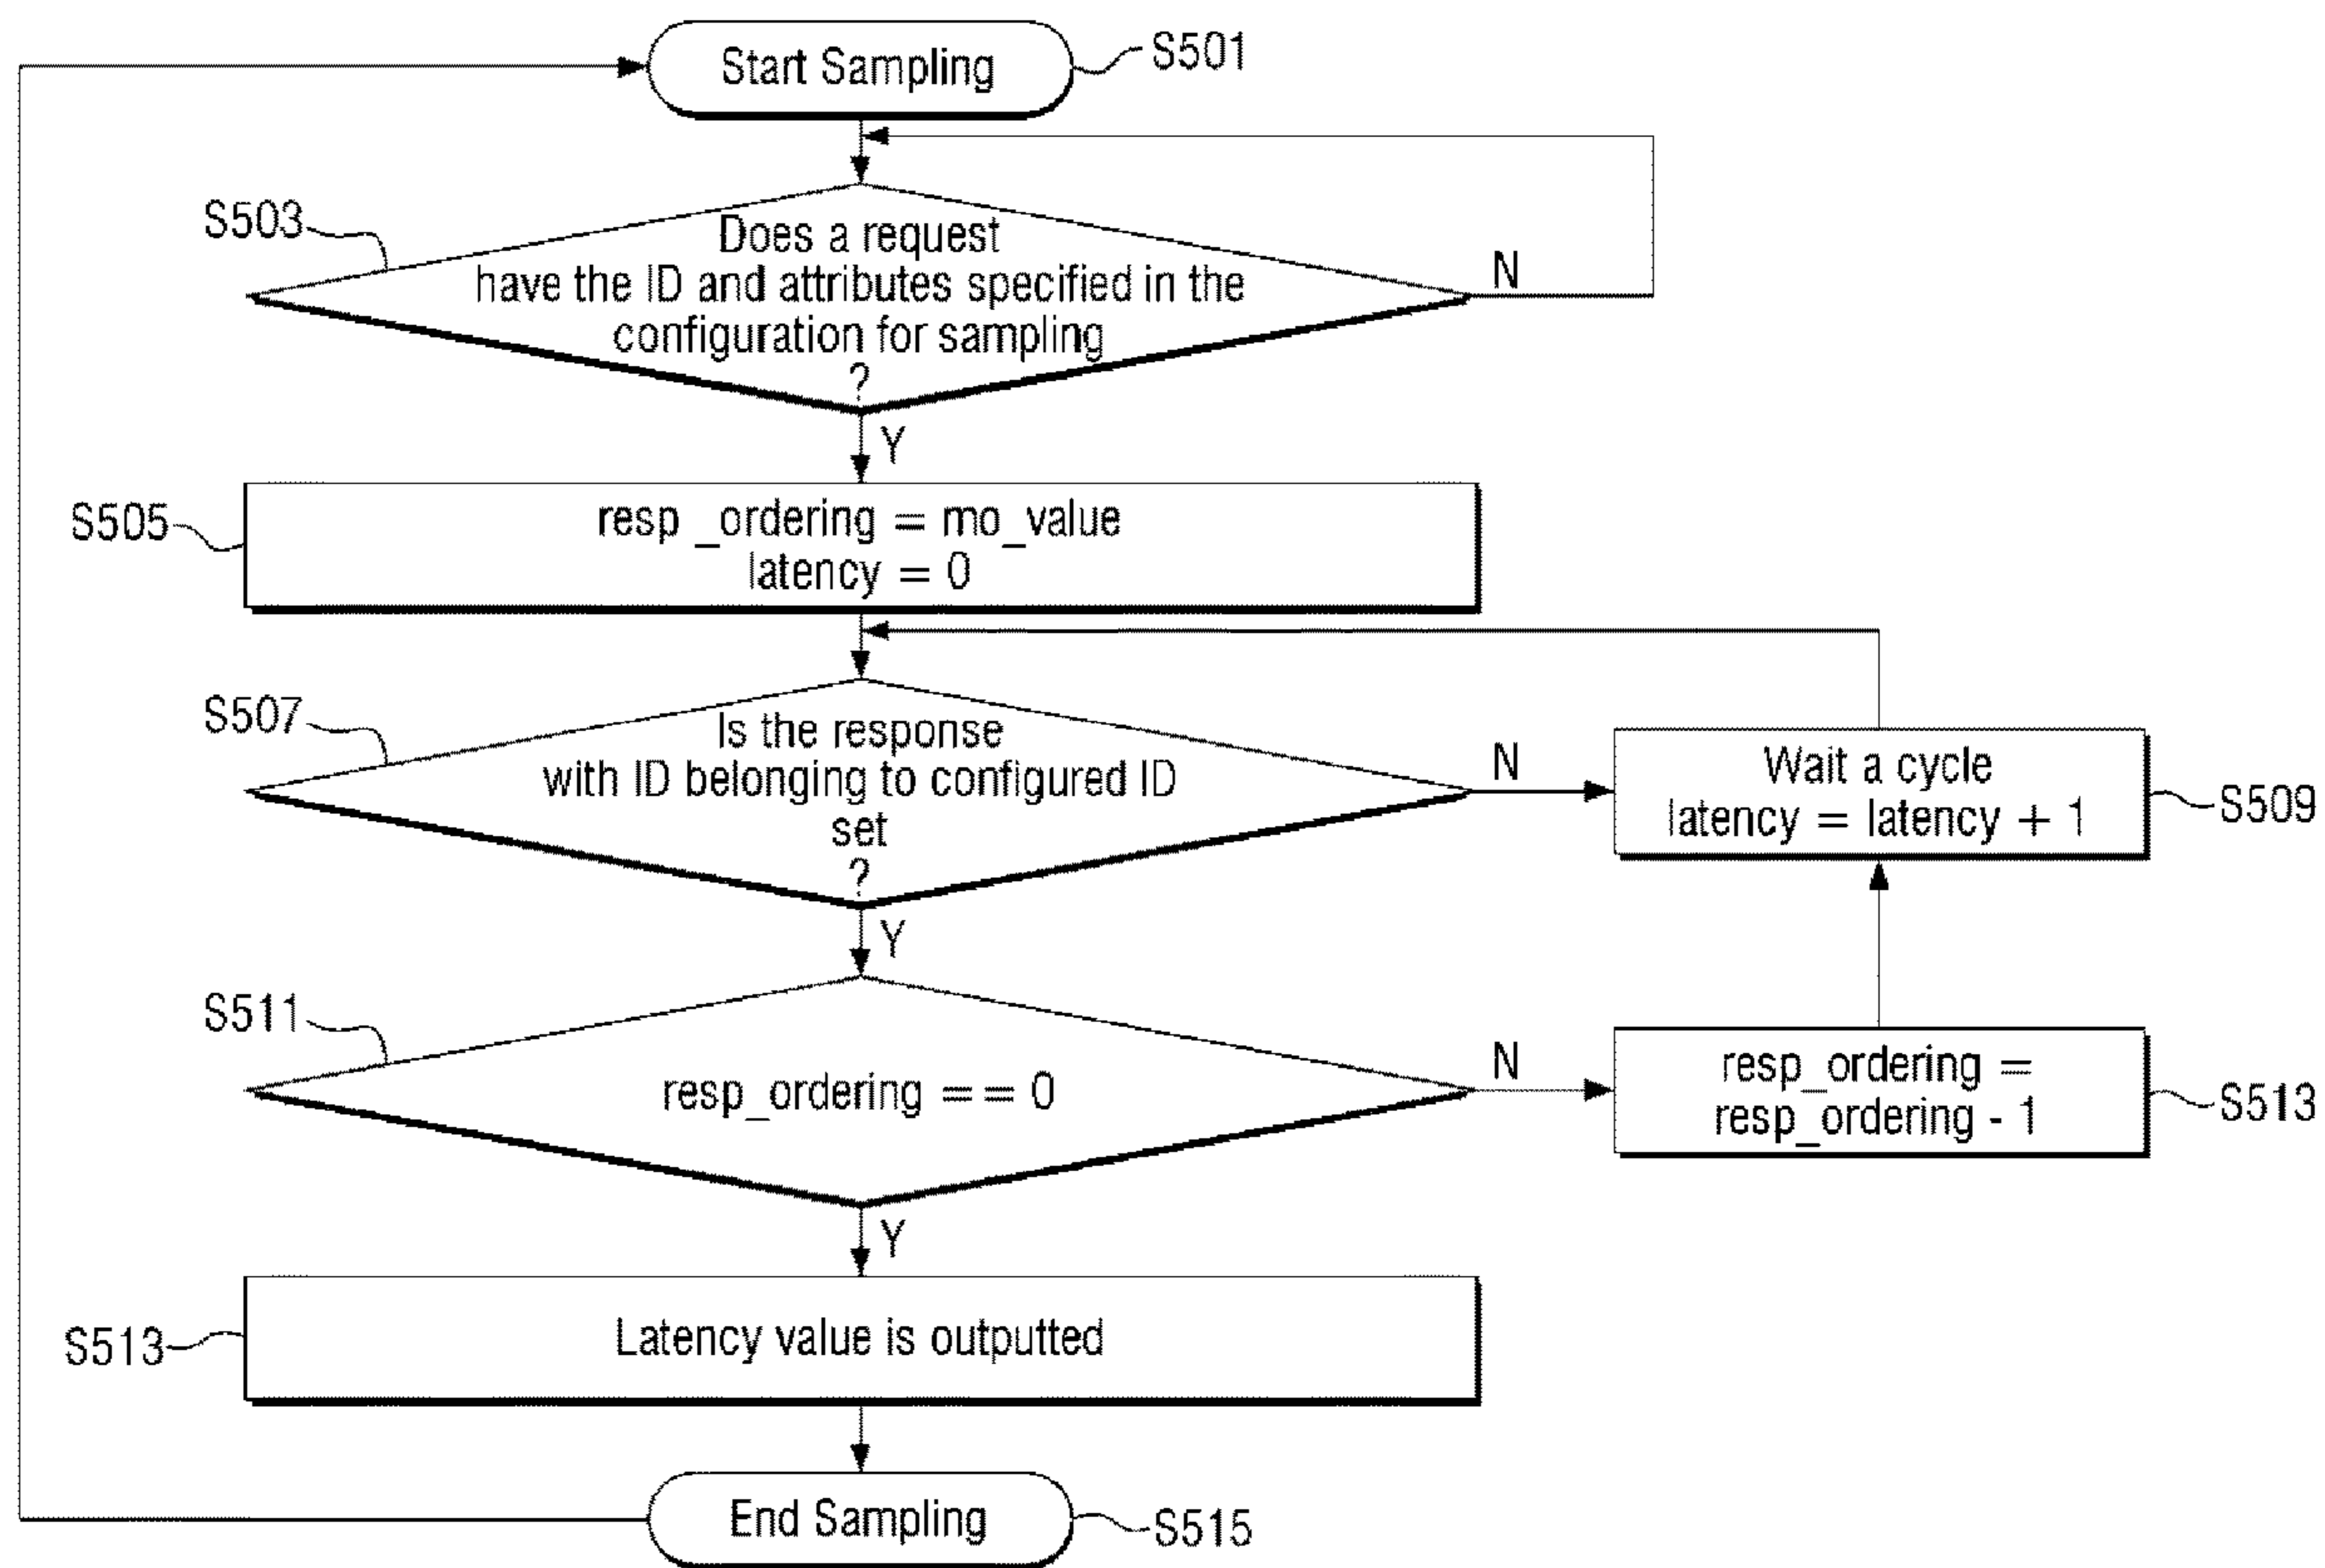 Start Sampling
S501
S503
Does a request
have the ID and attributes specified in the
configuration for sampling
?
N
Y
S505
resp _ordering = mo_value
latency = 0
S507
Is the response
with ID belonging to configured ID
set
?
N
Wait a cycle
latency = latency + 1
S509
Y
S511
resp_ordering = = 0
N
resp_ordering =
resp_ordering - 1
S513
Y
S513
Latency value is outputted
End Sampling
S515